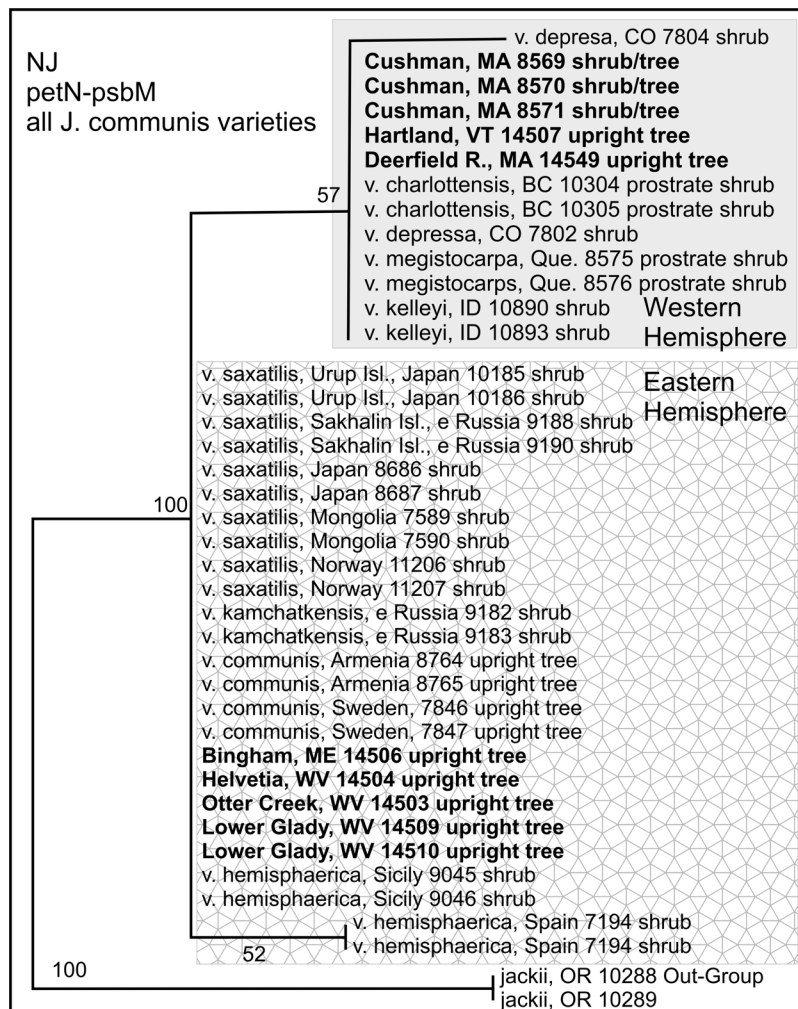 NJ
petN-psbM
all J. communis varieties
v. depresa, CO 7804 shrub
Cushman, MA 8569 shrub/tree
Cushman, MA 8570 shrub/tree
Cushman, MA 8571 shrub/tree
Hartland, VT 14507 upright tree
Deerfield R., MA 14549 upright tree
57
v. charlottensis, BC 10304 prostrate shrub
v. charlottensis, BC 10305 prostrate shrub
v. depressa, CO 7802 shrub
v. megistocarpa, Que. 8575 prostrate shrub
v. megistocarps, Que. 8576 prostrate shrub
v. kelleyi, ID 10890 shrub
v. kelleyi, ID 10893 shrub
Western
Hemisphere
v. saxatilis, Urup Isl., Japan 10185 shrub
v. saxatilis, Urup Isl., Japan 10186 shrub
Eastern
Hemisphere
v. saxatilis, Sakhalin Isl., e Russia 9188 shrub
v. saxatilis, Sakhalin Isl., e Russia 9190 shrub
v. saxatilis, Japan 8686 shrub
v. saxatilis, Japan 8687 shrub
100
v. saxatilis, Mongolia 7589 shrub
v. saxatilis, Mongolia 7590 shrub
v. saxatilis, Norway 11206 shrub
v. saxatilis, Norway 11207 shrub
v. kamchatkensis, e Russia 9182 shrub
v. kamchatkensis, e Russia 9183 shrub
v. communis, Armenia 8764 upright tree
v. communis, Armenia 8765 upright tree
v. communis, Sweden, 7846 upright tree
v. communis, Sweden, 7847 upright tree
Bingham, ME 14506 upright tree
Helvetia, WV 14504 upright tree
Otter Creek, WV 14503 upright tree
Lower Glady, WV 14509 upright tree
Lower Glady, WV 14510 upright tree
v. hemisphaerica, Sicily 9045 shrub
v. hemisphaerica, Sicily 9046 shrub
v. hemisphaerica, Spain 7194 shrub
v. hemisphaerica, Spain 7194 shrub
52
100
jackii, OR 10288 Out-Group
jackii, OR 10289